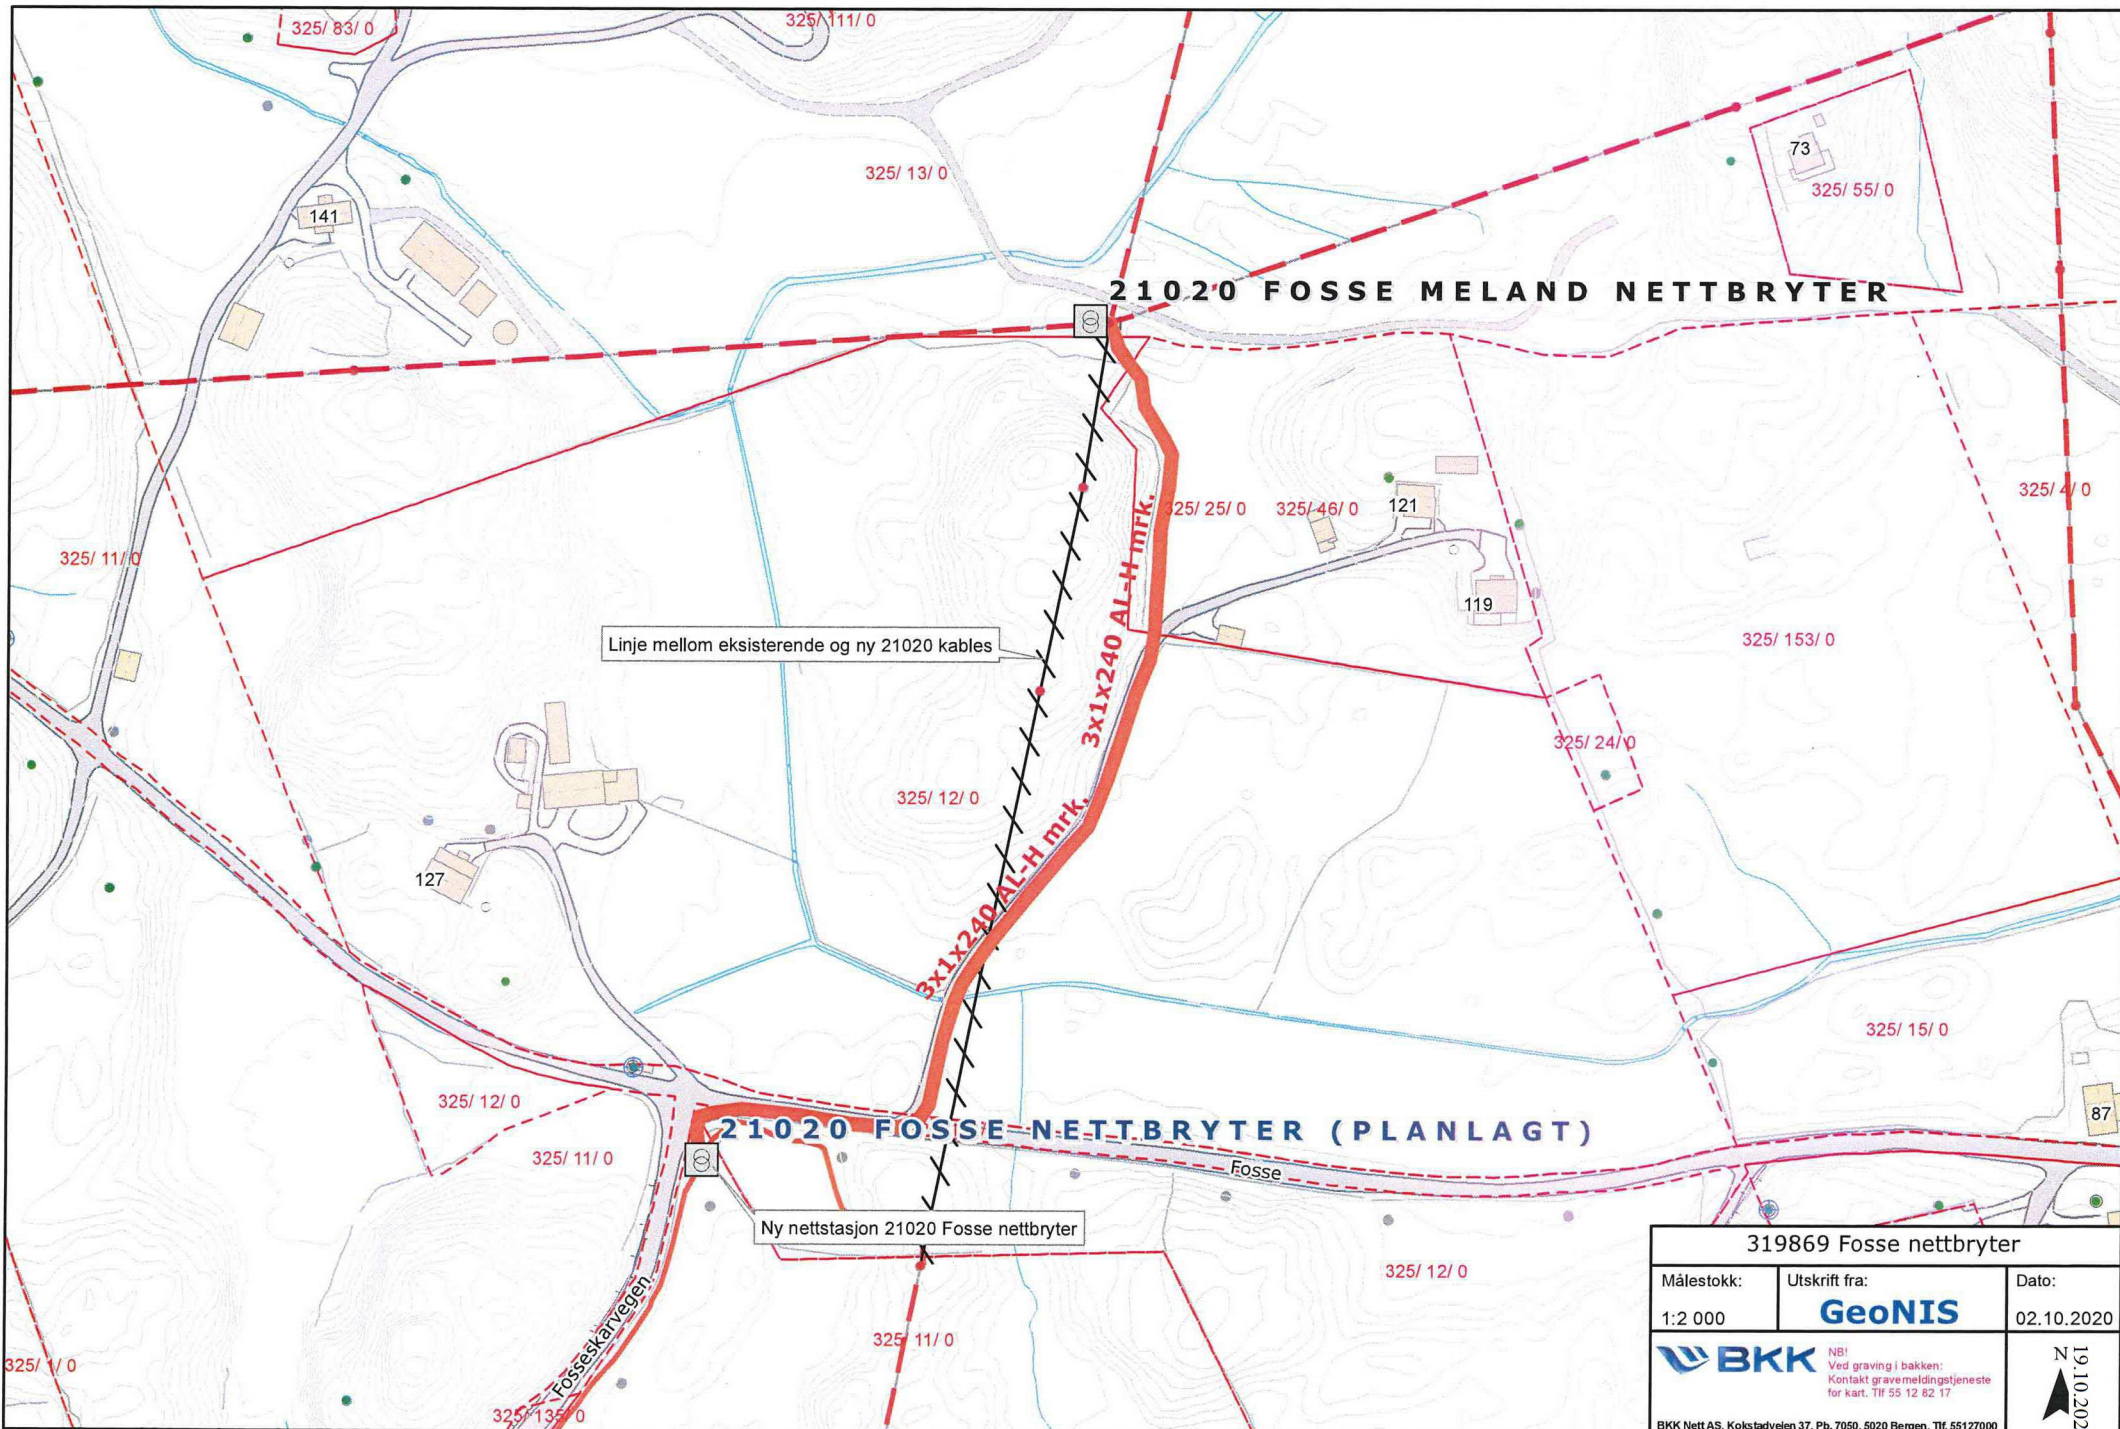 325/ 83/ 0
325/ 111/ 0
325/ 13/ 0
73
325/ 55/ 0
141
21020 FOSSE MELAND NETTBRYTER
325/ 25/ 0
325/ 46/ 0
121
325/ 4/ 0
325/ 11/ 0
119
3x1x240 AL-H mrk.
Linje mellom eksisterende og ny 21020 kables
325/ 153/ 0
325/ 24/ 0
325/ 12/ 0
127
3x1x240 AL-H mrk.
325/ 15/ 0
325/ 12/ 0
87
21020 FOSSE NETTBRYTER (PLANLAGT)
325/ 11/ 0
Fosse
Ny nettstasjon 21020 Fosse nettbryter
325/ 12/ 0
Fosseskarvegen
325/ 11/ 0
325/ 1/ 0
325/ 135/ 0
319869 Fosse nettbryter
Målestokk:
1:2 000
Utskrift fra:
GeoNIS
Dato:
02.10.2020
BKK
NB!
Ved graving i bakken:
Kontakt gravemeldingstjeneste
for kart. Tlf 55 12 82 17
N
19.10.202
BKK Nett AS, Kokstadveien 37, Pb. 7050, 5020 Bergen, Tlf. 55127000